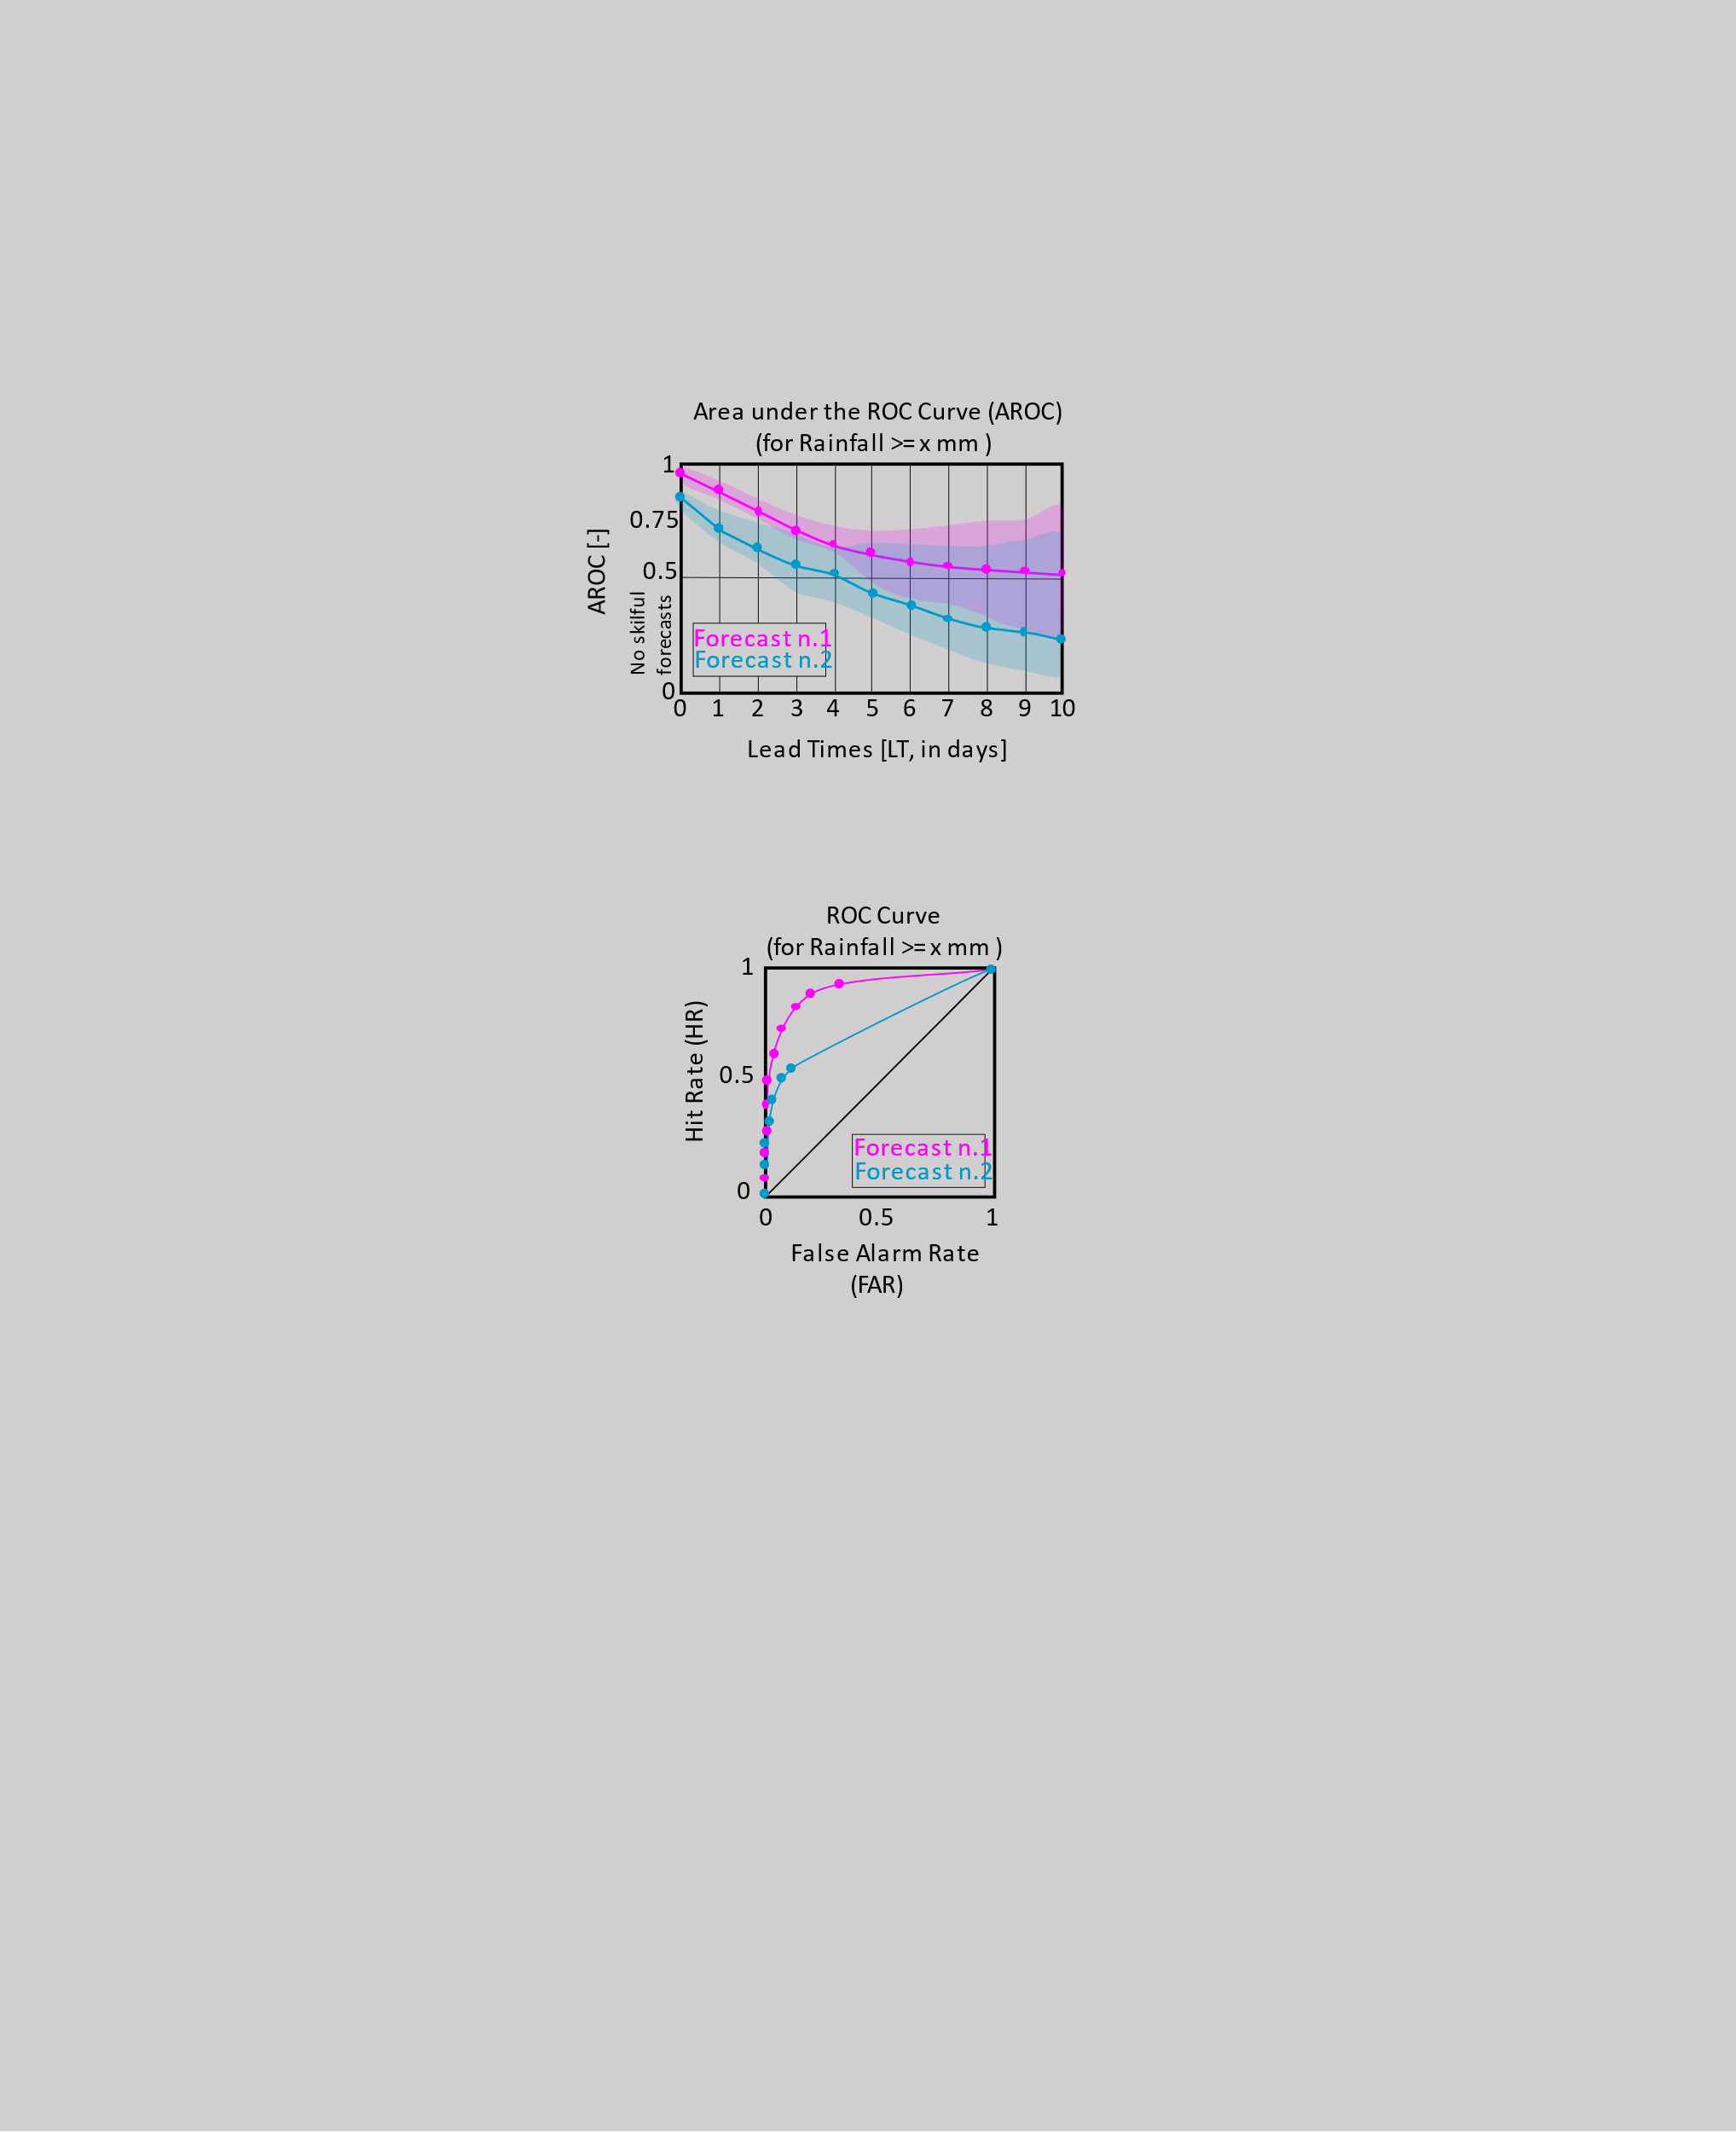 Area under the ROC Curve (AROC)
(for Rainfall >= x mm )
1
0.75
0.5
0
AROC [-]
No skilful
forecasts
Forecast n.1
Forecast n.2
0 1 2 3 4 5 6 7 8 9 10
Lead Times [LT, in days]
ROC Curve
(for Rainfall >= x mm )
1
0.5
0
Hit Rate (HR)
Forecast n.1
Forecast n.2
0 0.5 1
False Alarm Rate
(FAR)